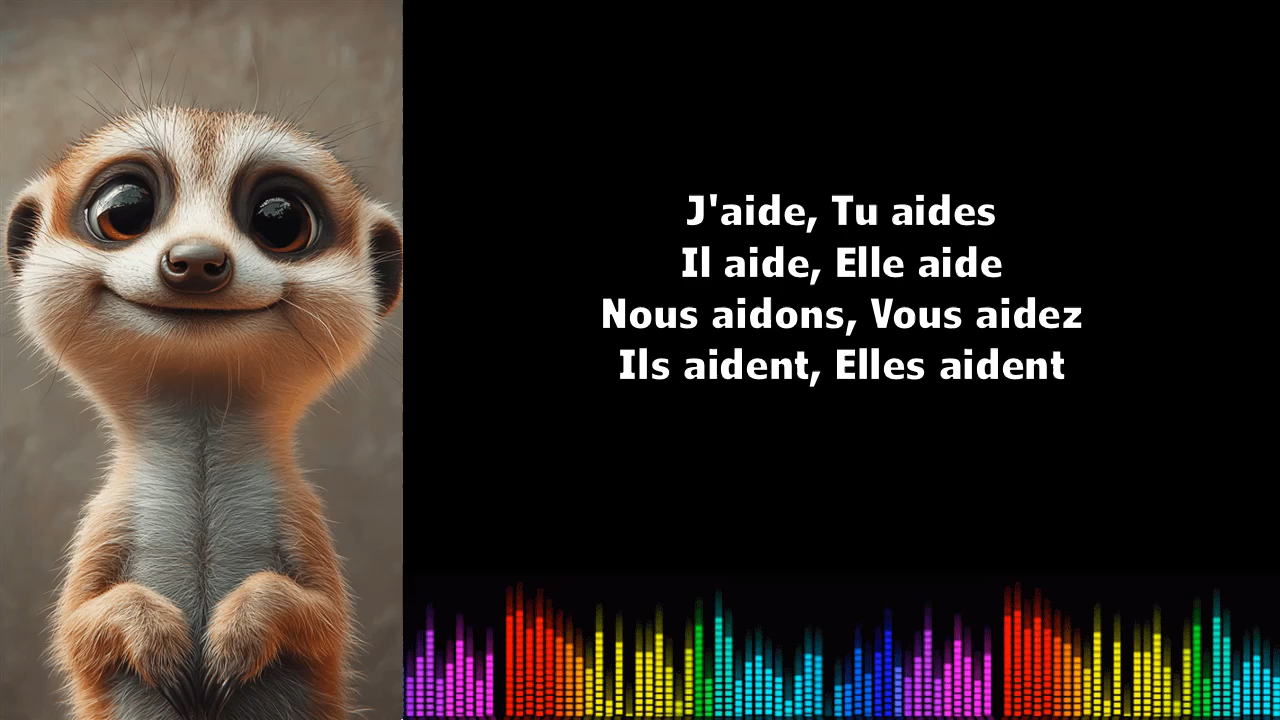 J'aide, Tu aides
Il aide, Elle aide
Nous aidons, Vous aidez
Ils aident, Elles aident